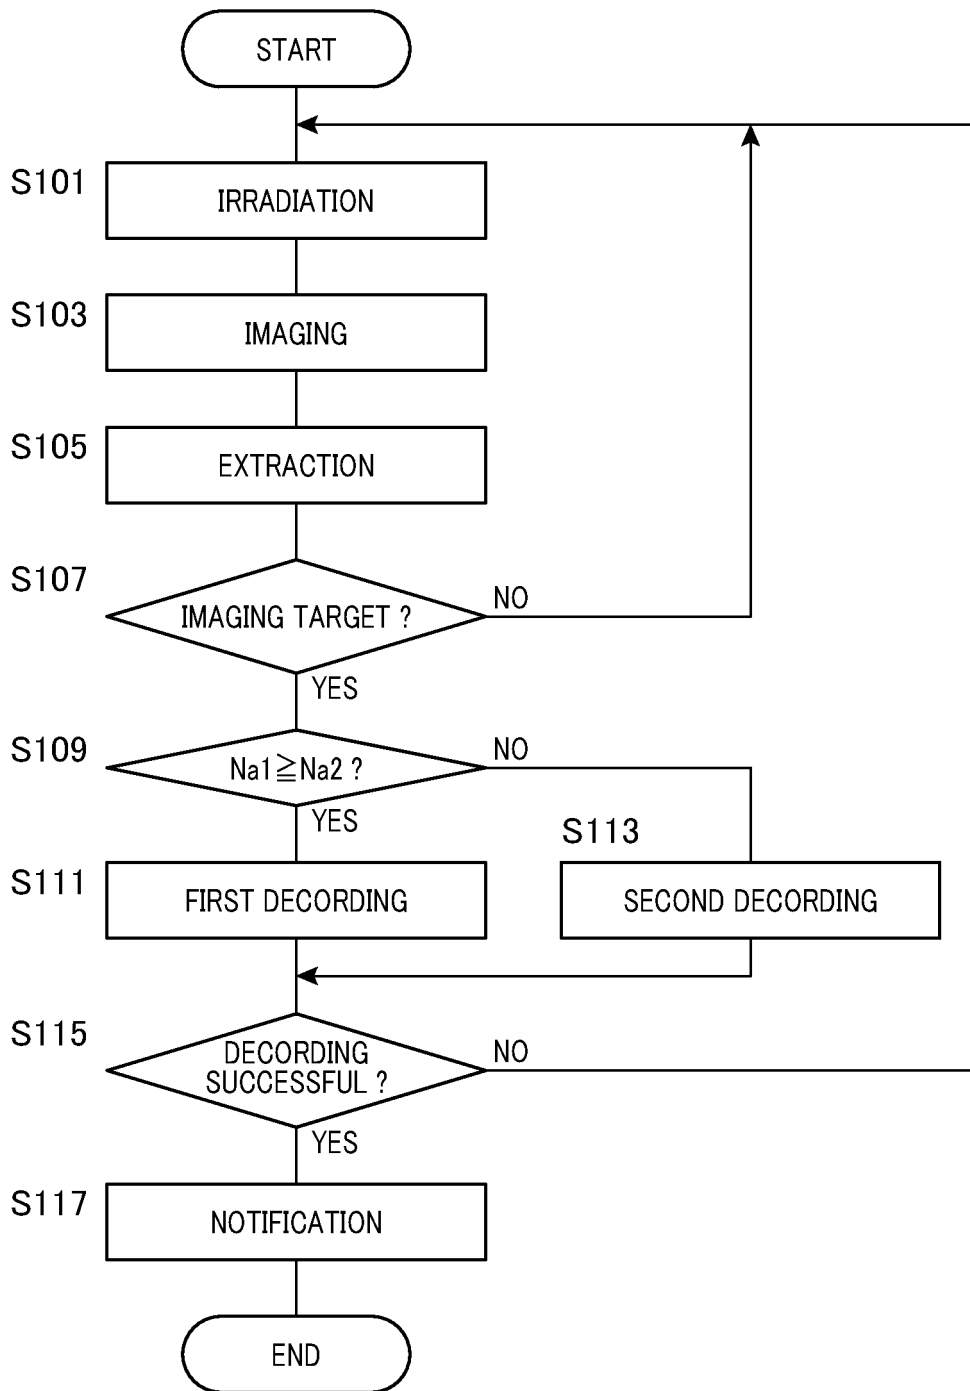 START
S101
IRRADIATION
S103
IMAGING
S105
EXTRACTION
S107
IMAGING TARGET ?
NO
YES
S109
Na1≧Na2 ?
NO
YES
S113
S111
FIRST DECORDING
SECOND DECORDING
S115
DECORDING
SUCCESSFUL ?
NO
YES
S117
NOTIFICATION
END